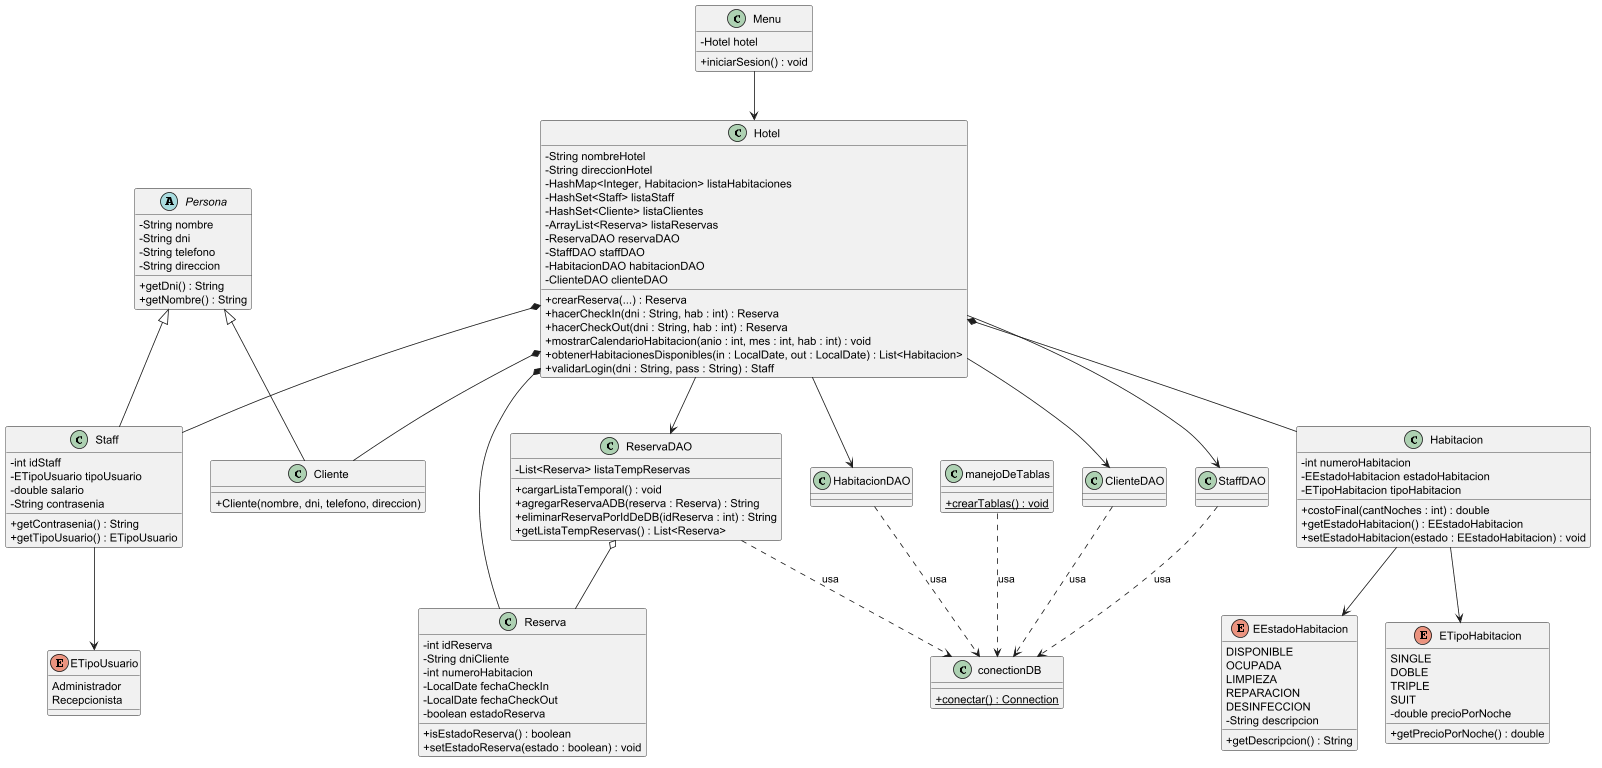 C Menu
-Hotel hotel
+iniciarSesion() : void
C Hotel
-String nombreHotel
-String direccionHotel
-HashMap<Integer, Habitacion> listaHabitaciones
-HashSet<Staff> listaStaff
-HashSet<Cliente> listaClientes
-ArrayList<Reserva> listaReservas
-ReservaDAO reservaDAO
-StaffDAO staffDAO
-HabitacionDAO habitacionDAO
-ClienteDAO clienteDAO
+crearReserva(...) : Reserva
+hacerCheckIn(dni : String, hab : int) : Reserva
+hacerCheckOut(dni : String, hab : int) : Reserva
+mostrarCalendarioHabitacion(anio : int, mes : int, hab : int) : void
+obtenerHabitacionesDisponibles(in : LocalDate, out : LocalDate) : List<Habitacion>
+validarLogin(dni : String, pass : String) : Staff
A Persona
-String nombre
-String dni
-String telefono
-String direccion
+getDni() : String
+getNombre() : String
C Staff
-int idStaff
-ETipoUsuario tipoUsuario
-double salario
-String contrasenia
+getContrasenia() : String
+getTipoUsuario() : ETipoUsuario
C Cliente
+Cliente(nombre, dni, telefono, direccion)
C ReservaDAO
-List<Reserva> listaTempReservas
+cargarListaTemporal() : void
+agregarReservaADB(reserva : Reserva) : String
+eliminarReservaPorIdDeDB(idReserva : int) : String
+getListaTempReservas() : List<Reserva>
C HabitacionDAO
C manejoDeTablas
+crearTablas() : void
C ClienteDAO
C StaffDAO
C Habitacion
-int numeroHabitacion
-EEstadoHabitacion estadoHabitacion
-ETipoHabitacion tipoHabitacion
+costoFinal(cantNoches : int) : double
+getEstadoHabitacion() : EEstadoHabitacion
+setEstadoHabitacion(estado : EEstadoHabitacion) : void
usa
usa
usa
usa
usa
E ETipoUsuario
Administrador
Recepcionista
C Reserva
-int idReserva
-String dniCliente
-int numeroHabitacion
-LocalDate fechaCheckIn
-LocalDate fechaCheckOut
-boolean estadoReserva
+isEstadoReserva() : boolean
+setEstadoReserva(estado : boolean) : void
C conectionDB
+conectar() : Connection
E EEstadoHabitacion
DISPONIBLE
OCUPADA
LIMPIEZA
REPARACION
DESINFECCION
-String descripcion
+getDescripcion() : String
E ETipoHabitacion
SINGLE
DOBLE
TRIPLE
SUIT
-double precioPorNoche
+getPrecioPorNoche() : double